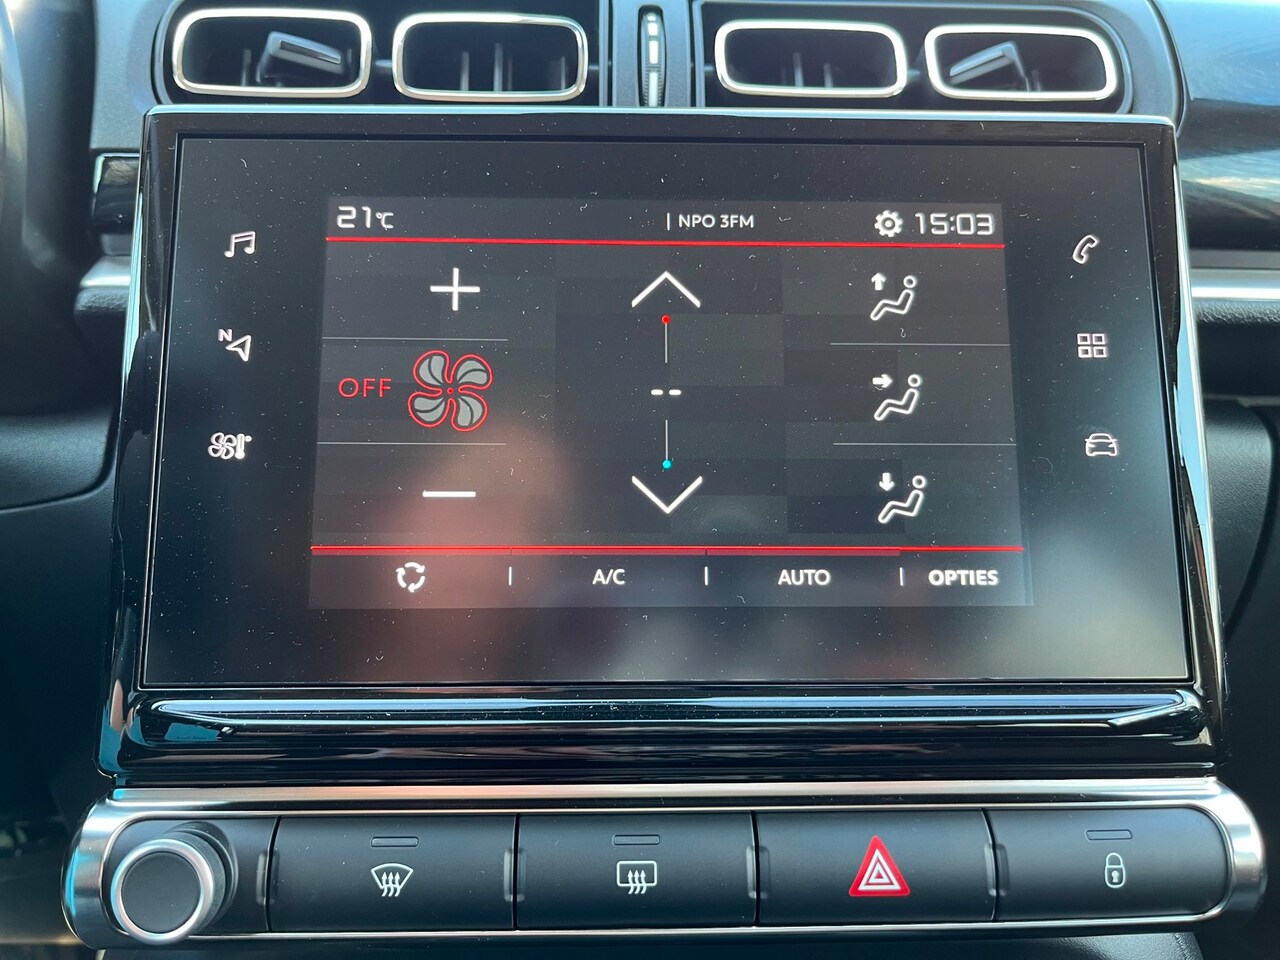 21°C | NPO 3FM 15:03
N
OFF
--
A/C | AUTO | OPTIES